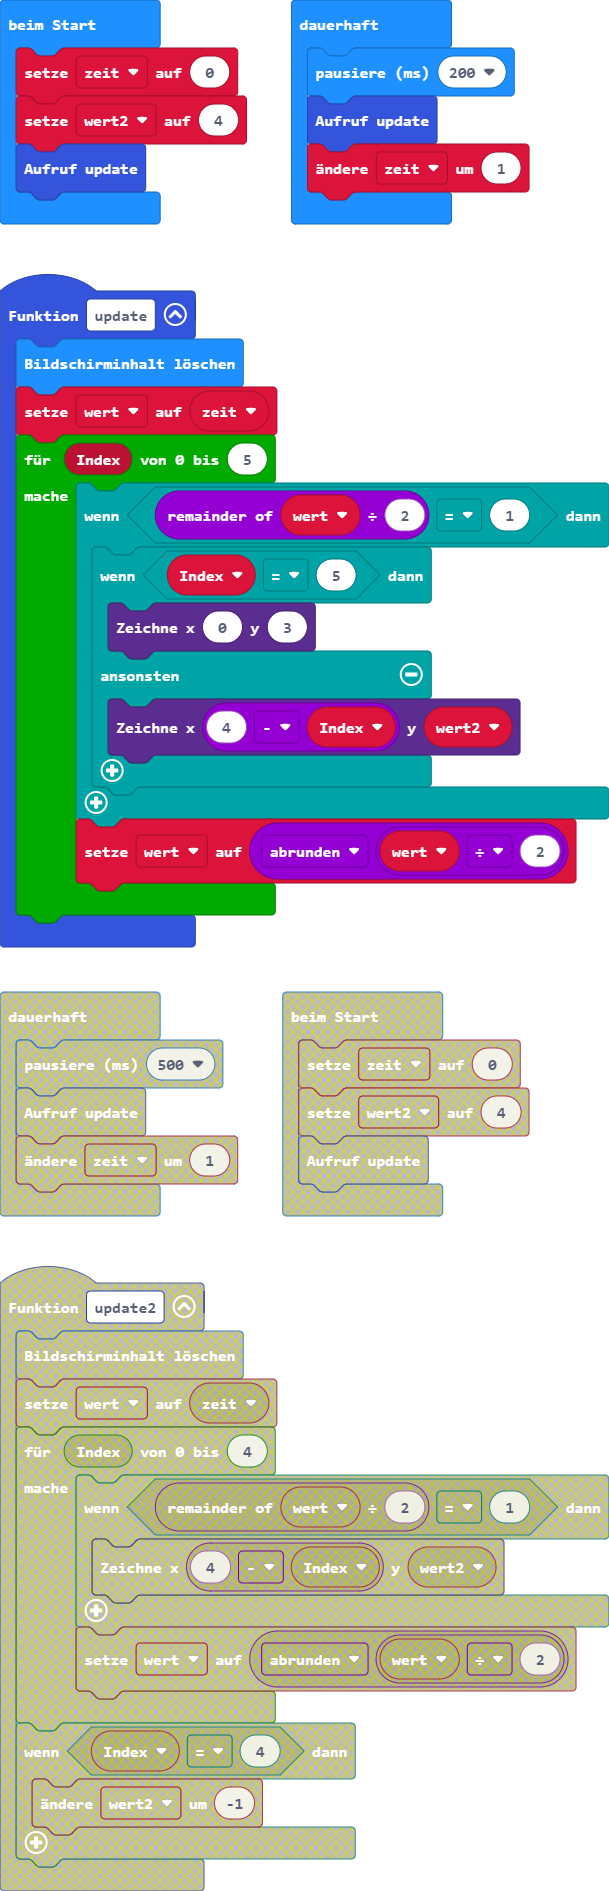 beim Start
setze zeit auf 0
setze wert2 auf 4
Aufruf update
dauerhaft
pausiere (ms) 200
Aufruf update
ändere zeit um 1
Funktion update
Bildschirminhalt löschen
setze wert auf zeit
für Index von 0 bis 5
mache
wenn remainder of wert ÷ 2 = 1 dann
wenn Index = 5 dann
Zeichne x 0 y 3
ansonsten
Zeichne x 4 - Index y wert2
setze wert auf abrunden wert ÷ 2
dauerhaft
pausiere (ms) 500
Aufruf update
ändere zeit um 1
beim Start
setze zeit auf 0
setze wert2 auf 4
Aufruf update
Funktion update2
Bildschirminhalt löschen
setze wert auf zeit
für Index von 0 bis 4
mache
wenn remainder of wert ÷ 2 = 1 dann
Zeichne x 4 - Index y wert2
setze wert auf abrunden wert ÷ 2
wenn Index = 4 dann
ändere wert2 um -1